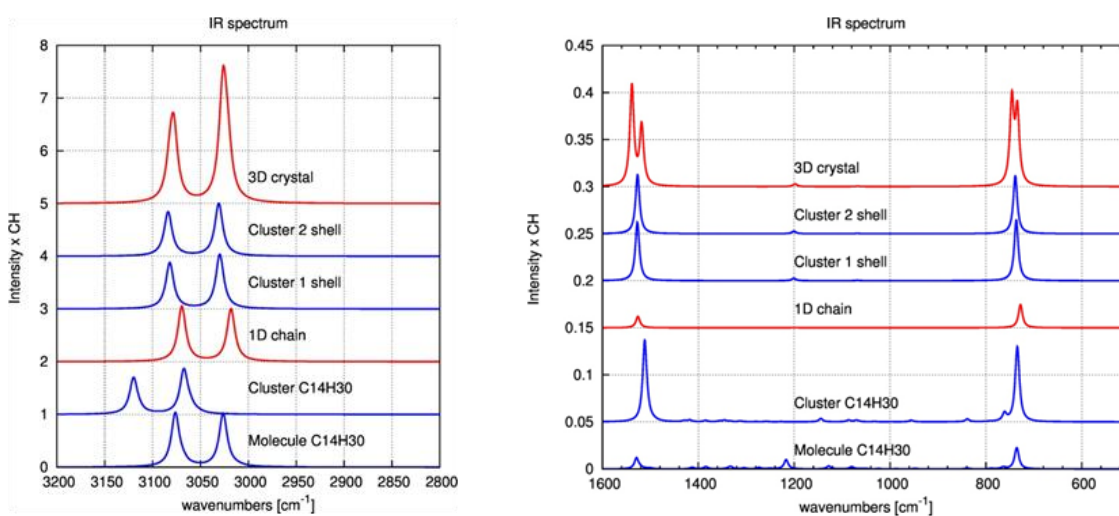 IR spectrum
8
7
6
5
4
3
2
1
0
Intensity x CH
3D crystal
Cluster 2 shell
Cluster 1 shell
1D chain
Cluster C14H30
Molecule C14H30
3200 3150 3100 3050 3000 2950 2900 2850 2800
wavenumbers [cm-1]
IR spectrum
0.45
0.4
0.35
0.3
0.25
0.2
0.15
0.1
0.05
0
Intensity x CH
3D crystal
Cluster 2 shell
Cluster 1 shell
1D chain
Cluster C14H30
Molecule C14H30
1600 1400 1200 1000 800 600
wavenumbers [cm-1]